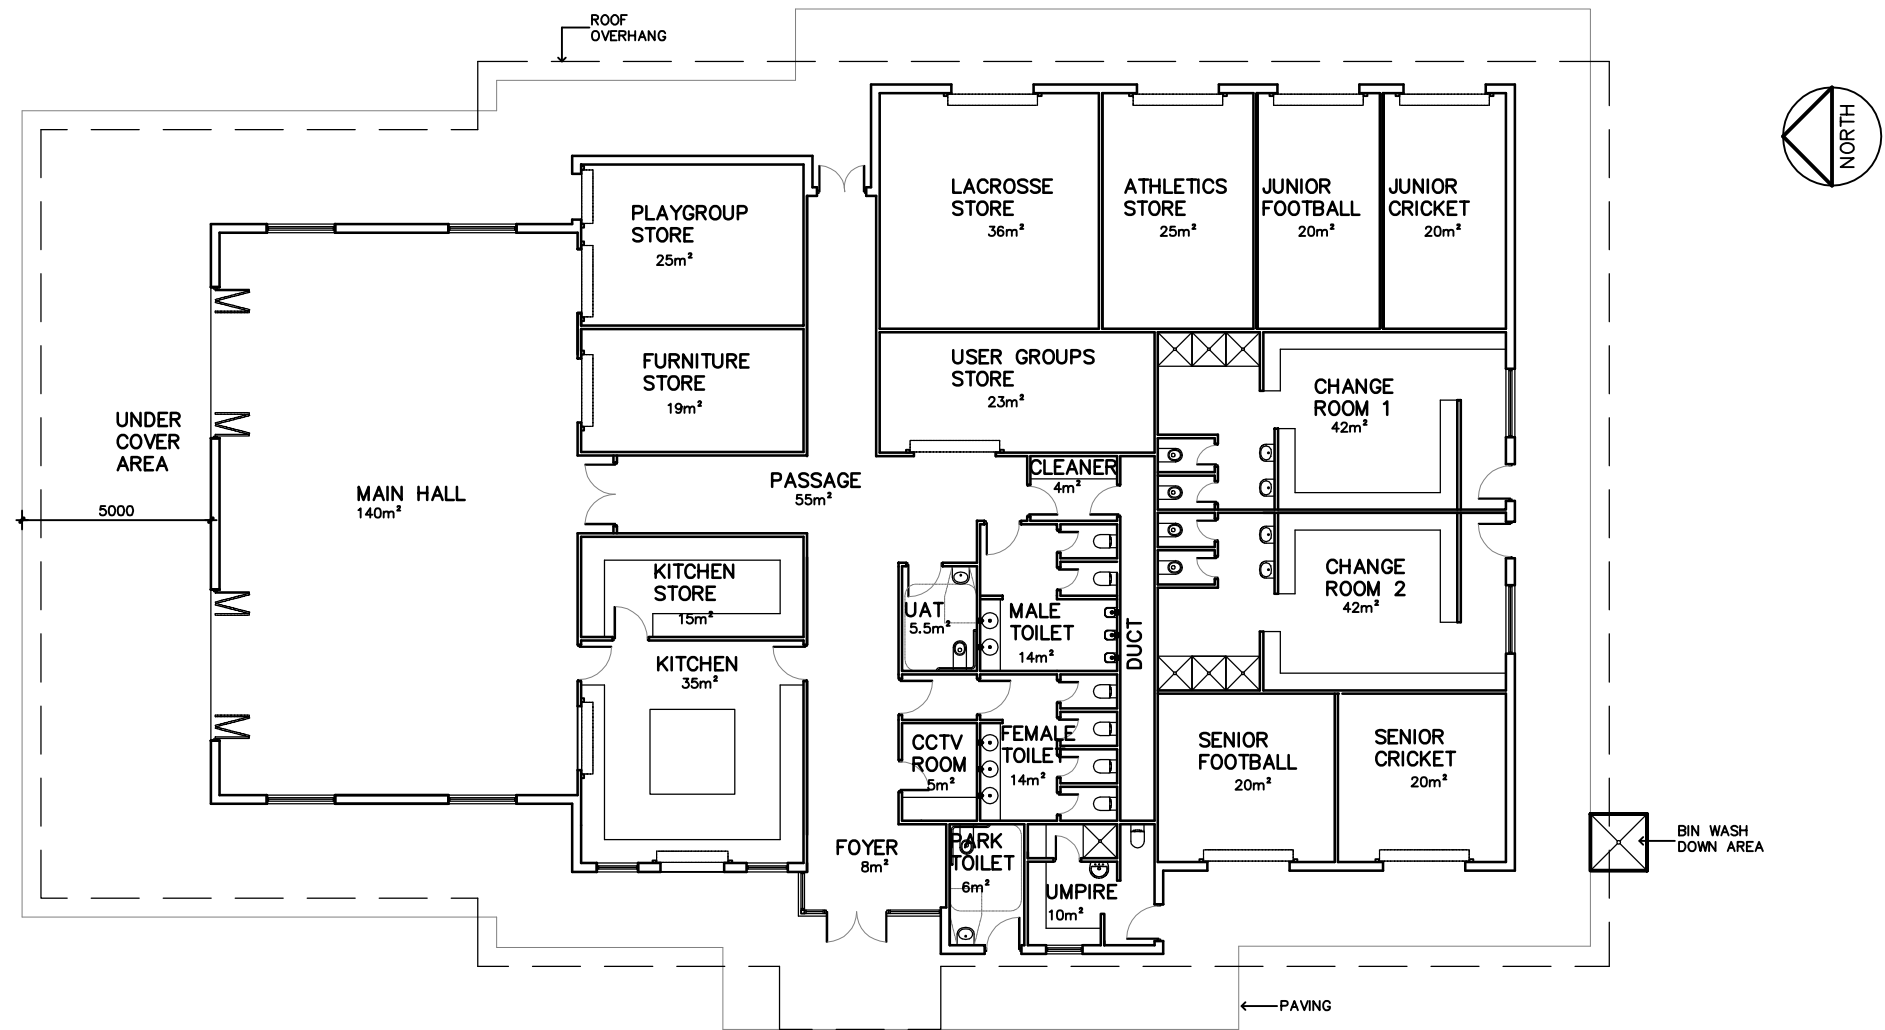 ROOF
OVERHANG
NORTH
LACROSSE
STORE
36m²
ATHLETICS
STORE
25m²
JUNIOR
FOOTBALL
20m²
JUNIOR
CRICKET
20m²
PLAYGROUP
STORE
25m²
FURNITURE
STORE
19m²
USER GROUPS
STORE
23m²
CHANGE
ROOM 1
42m²
UNDER
COVER
AREA
5000
MAIN HALL
140m²
PASSAGE
55m²
CLEANER
4m²
KITCHEN
STORE
15m²
UAT
5.5m²
MALE
TOILET
14m²
DUCT
CHANGE
ROOM 2
42m²
KITCHEN
35m²
CCTV
ROOM
5m²
FEMALE
TOILET
14m²
SENIOR
FOOTBALL
20m²
SENIOR
CRICKET
20m²
FOYER
8m²
PARK
TOILET
6m²
UMPIRE
10m²
BIN WASH
DOWN AREA
PAVING